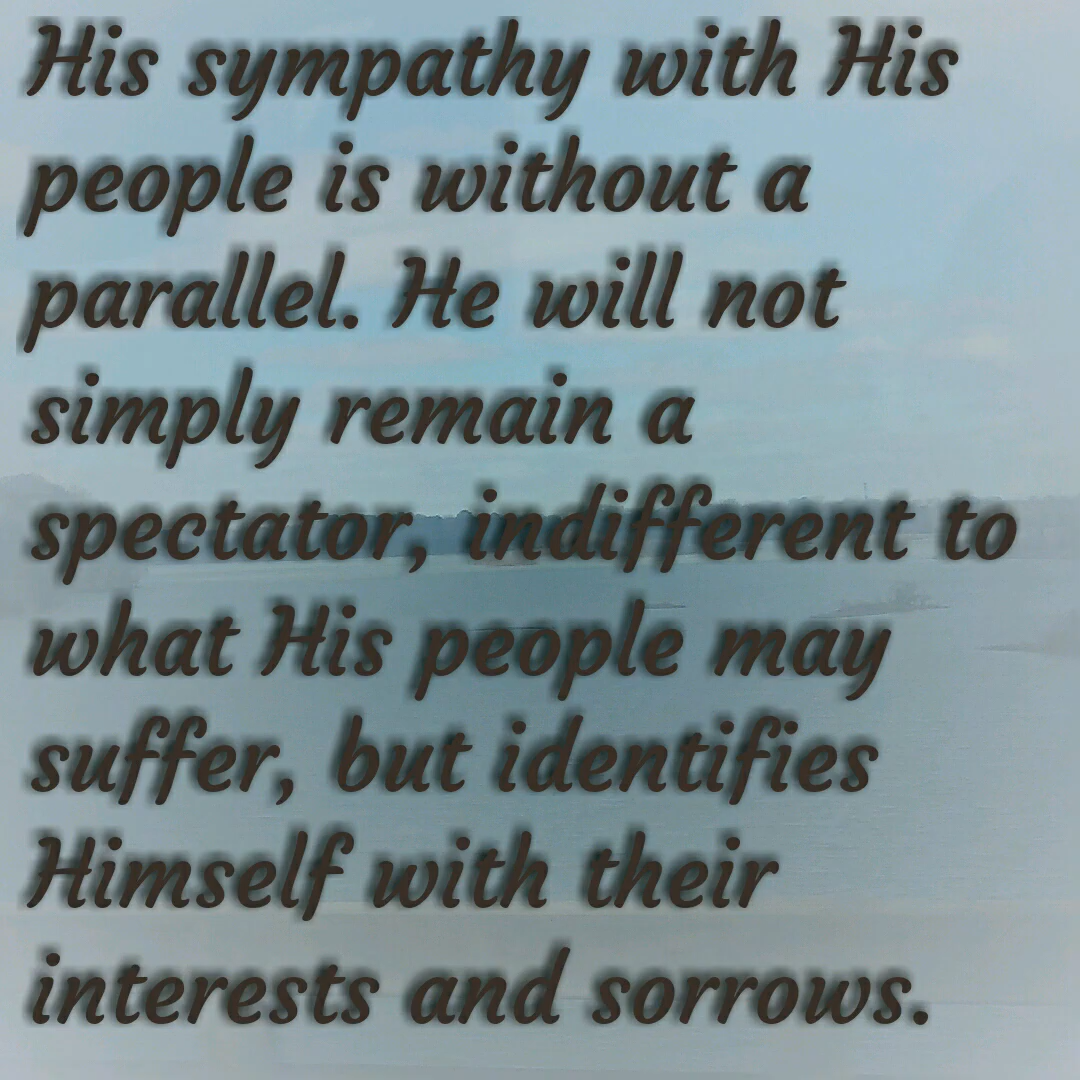 His sympathy with His
people is without a
parallel. He will not
simply remain a
spectator, indifferent to
what His people may
suffer, but identifies
Himself with their
interests and sorrows.